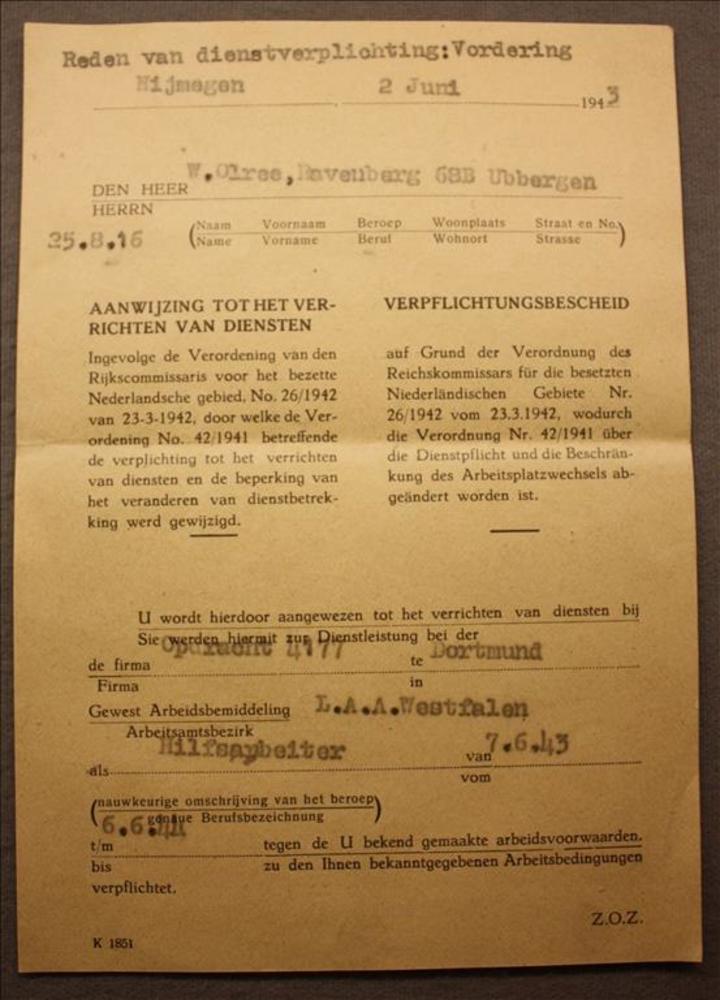 Reden van dienstverplichting:Vordering
Nijmegen 2 Juni 1943
W.Olree, Ravenberg 68B Ubbergen
DEN HEER
HERRN
25.8.16
(Naam Voornaam Beroep Woonplaats Straat en No.)
(Name Vorname Beruf Wohnort Strasse)
AANWIJZING TOT HET VER-
RICHTEN VAN DIENSTEN
Ingevolge de Verordening van den
Rijkscommissaris voor het bezette
Nederlandsche gebied, No. 26/1942
van 23-3-1942, door welke de Ver-
ordening No. 42/1941 betreffende
de verplichting tot het verrichten
van diensten en de beperking van
het veranderen van dienstbetrek-
king werd gewijzigd.
VERPFLICHTUNGSBESCHEID
auf Grund der Verordnung des
Reichskommissars für die besetzten
Niederländischen Gebiete Nr.
26/1942 vom 23.3.1942, wodurch
die Verordnung Nr. 42/1941 über
die Dienstpflicht und die Beschrän-
kung des Arbeitsplatzwechsels ab-
geändert worden ist.
U wordt hierdoor aangewezen tot het verrichten van diensten bij
Sie werden hiermit zur Dienstleistung bei der
de firma Opdracht 4177 te Dortmund
Firma in
Gewest Arbeidsbemiddeling L.A.A.Westfalen
Arbeitsamtsbezirk
als Hilfsarbeiter van 7.6.43
vom
(nauwkeurige omschrijving van het beroep)
genaue Berufsbezeichnung
t/m 6.6.44 tegen de U bekend gemaakte arbeidsvoorwaarden.
bis zu den Ihnen bekanntgegebenen Arbeitsbedingungen
verpflichtet.
Z.O.Z.
K 1851